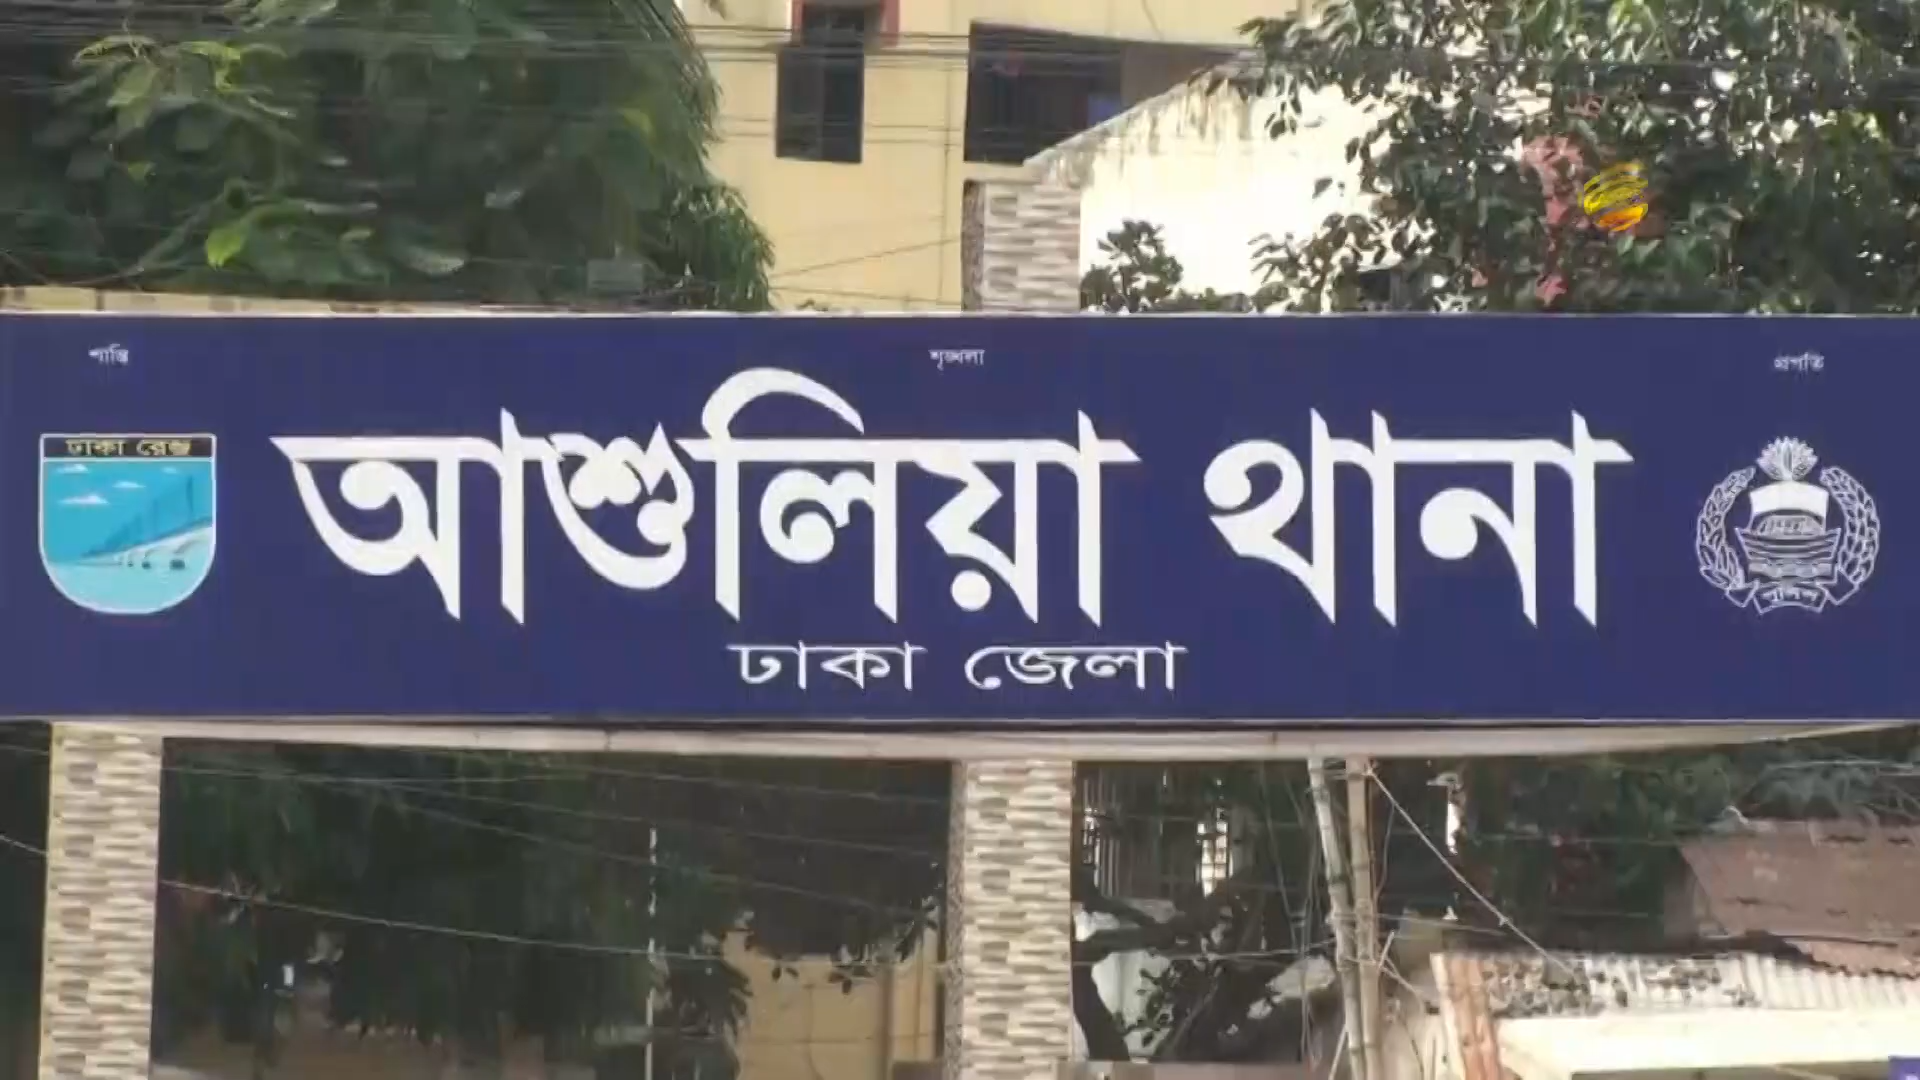 শান্তি শৃঙ্খলা প্রগতি
ঢাকা রেঞ্জ
আশুলিয়া থানা
পুলিশ
ঢাকা জেলা